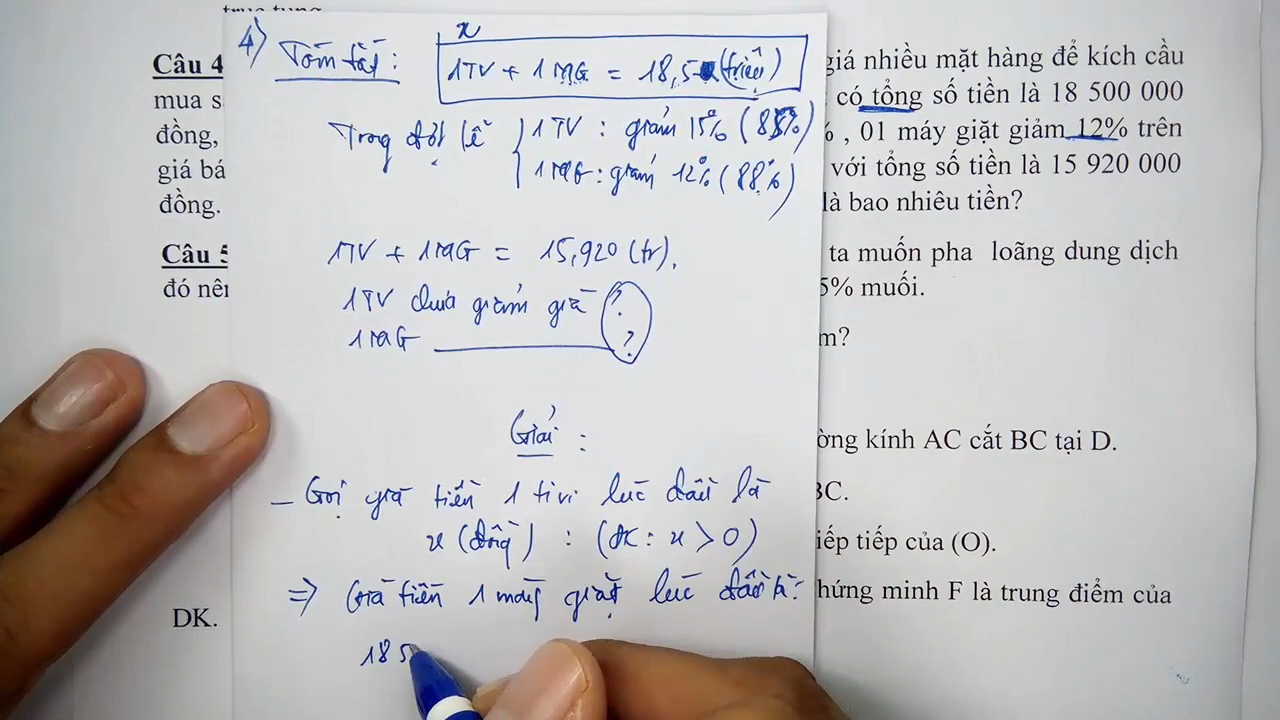 4) Tóm tắt:
x
1TV + 1MG = 18,5 (triệu)
Trong đợt lễ
1TV : giảm 15% (85%)
1MG : giảm 12% (88%)
1TV + 1MG = 15,920 (tr).
1TV chưa giảm giá ?
1MG ?
Giải :
– Gọi giá tiền 1 tivi lúc đầu là
x (đồng) : (ĐK : x > 0)
=> Giá tiền 1 máy giặt lúc đầu là:
18 5
Câu 4
giá nhiều mặt hàng để kích cầu
mua s
có tổng số tiền là 18 500 000
đồng,
% , 01 máy giặt giảm 12% trên
giá bá
với tổng số tiền là 15 920 000
đồng.
là bao nhiêu tiền?
Câu 5
ta muốn pha loãng dung dịch
đó nên
5% muối.
m?
ờng kính AC cắt BC tại D.
BC.
iếp tiếp của (O).
hứng minh F là trung điểm của
DK.